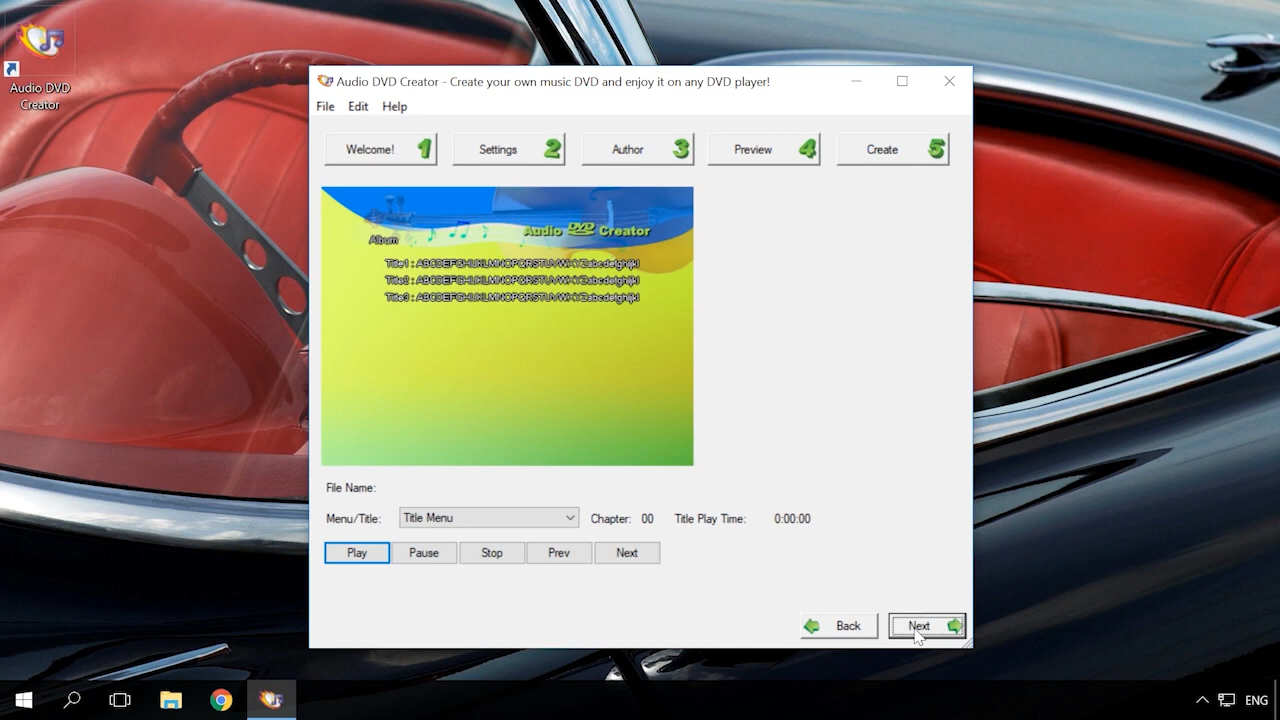 Audio DVD
Creator
Audio DVD Creator - Create your own music DVD and enjoy it on any DVD player!
File Edit Help
Welcome! 1 Settings 2 Author 3 Preview 4 Create 5
Audio DVD Creator
Album
Title1 : ABCDEFGHIJKLMNOPQRSTUVWXYZabcdefghijkl
Title2 : ABCDEFGHIJKLMNOPQRSTUVWXYZabcdefghijkl
Title3 : ABCDEFGHIJKLMNOPQRSTUVWXYZabcdefghijkl
File Name:
Menu/Title: Title Menu Chapter: 00 Title Play Time: 0:00:00
Play Pause Stop Prev Next
Back Next
ENG